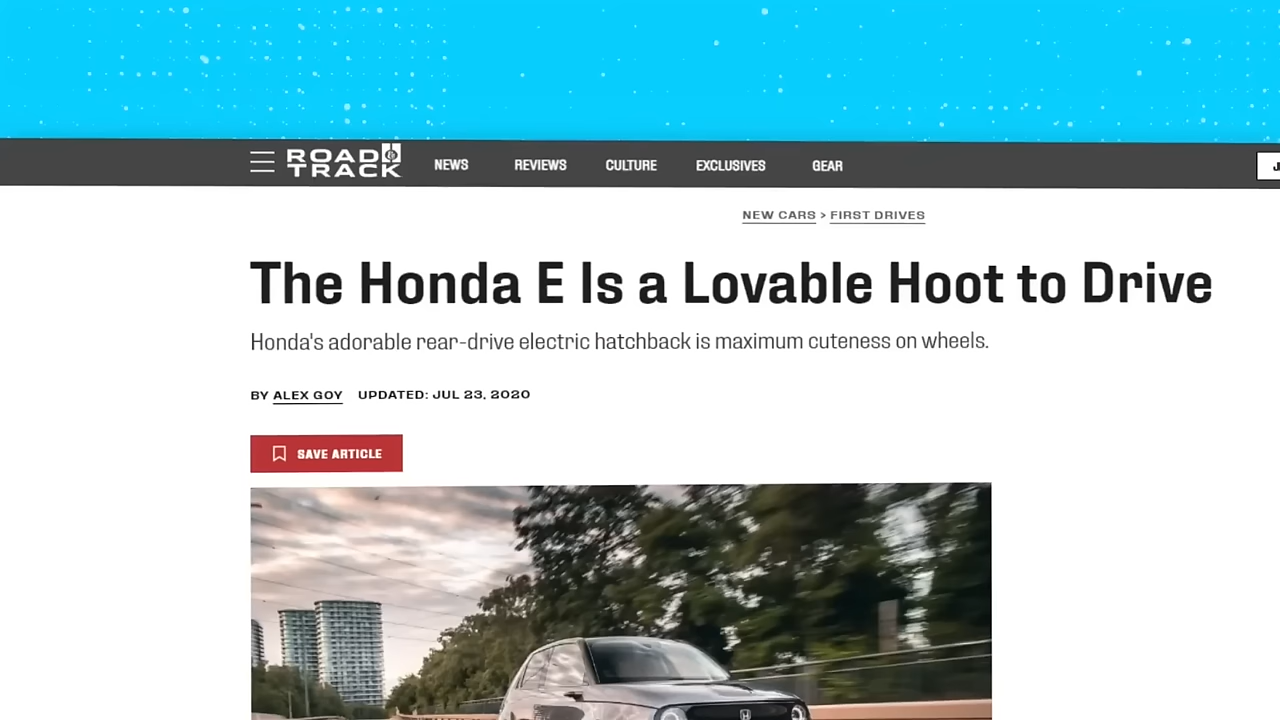 ROAD & TRACK
NEWS REVIEWS CULTURE EXCLUSIVES GEAR
NEW CARS > FIRST DRIVES
The Honda E Is a Lovable Hoot to Drive
Honda's adorable rear-drive electric hatchback is maximum cuteness on wheels.
BY ALEX GOY UPDATED: JUL 23, 2020
SAVE ARTICLE